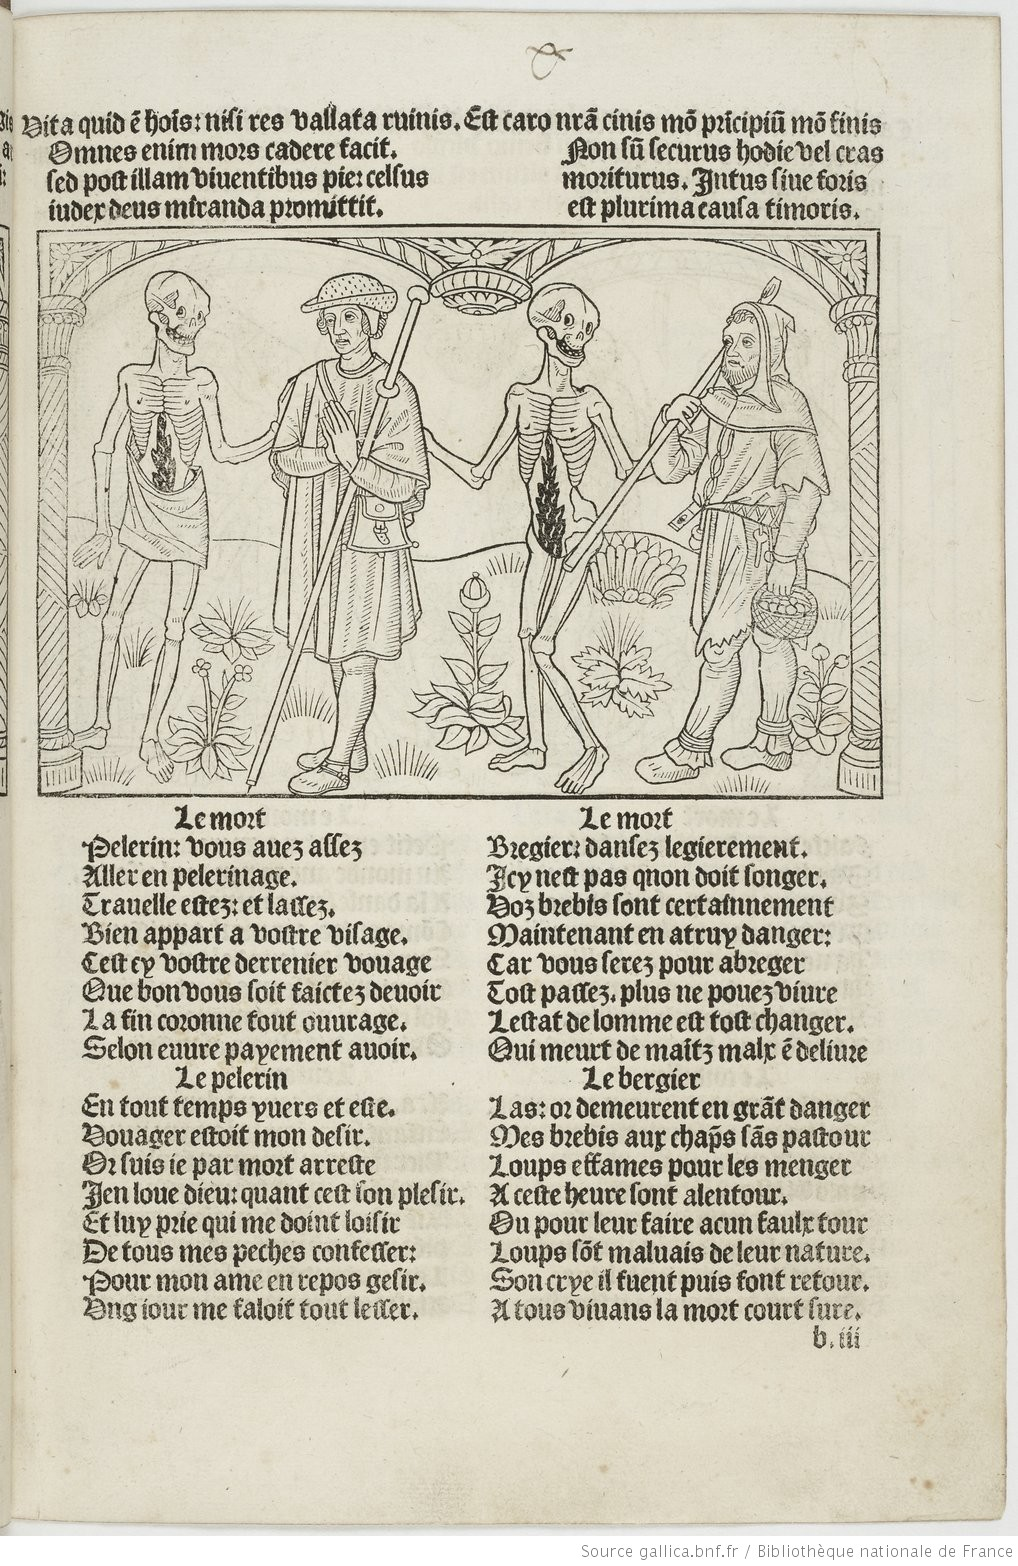 Vita quid ē hoīs: nisi res vallata ruinis. Est caro nrā cinis mō prīcipiū mō finis
Omnes enim mors cadere facit.
sed post illam viuentibus pie: celsus
iudex deus mīranda promittit.
Non sū securus hodie vel cras
moriturus. Intus siue foris
est plurima causa timoris.
Le mort
Pelerin: vous auez assez
Aller en pelerinage.
Trauelle estez: et lassez.
Bien appart a vostre visage.
Cest cy vostre derrenier vouage
Que bon vous soit faictez deuoir
La fin coronne tout ouurage.
Selon euure payement auoir.
Le pelerin
En tout temps yuers et este.
Vouager estoit mon desir.
Or suis ie par mort arreste
Jen loue dieu: quant cest son plesir.
Et luy prie qui me doint loisir
De tous mes peches confesser:
Pour mon ame en repos gesir.
Vng iour me faloit tout lesser.
Le mort
Bregier: dansez legierement.
Icy nest pas qnon doit songer.
Voz brebis sont certainnement
Maintenant en atruy danger:
Car vous serez pour abreger
Tost passez. plus ne pouez viure
Lestat de lomme est tost changer.
Qui meurt de maītz malx ē deliure
Le bergier
Las: or demeurent en grāt danger
Mes brebis aux chāps sās pastour
Loups effames pour les menger
A ceste heure sont alentour.
Ou pour leur faire acun faulx tour
Loups sōt maluais de leur nature.
Son crye il fuent puis font retour.
A tous viuans la mort court sure.
b.iii
Source gallica.bnf.fr / Bibliothèque nationale de France